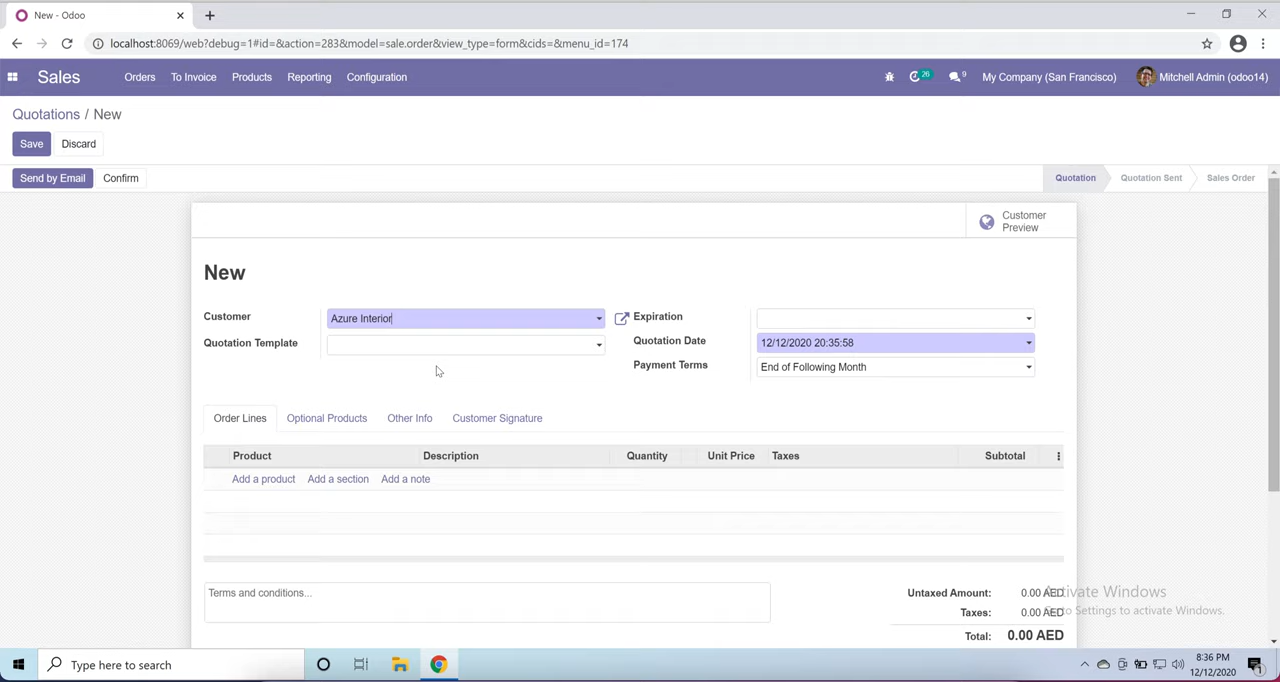 New - Odoo
localhost:8069/web?debug=1#id=&action=283&model=sale.order&view_type=form&cids=&menu_id=174
Sales Orders To Invoice Products Reporting Configuration 26 9 My Company (San Francisco) Mitchell Admin (odoo14)
Quotations / New
Save Discard
Send by Email Confirm Quotation Quotation Sent Sales Order
Customer
Preview
New
Customer Azure Interior Expiration
Quotation Template Quotation Date 12/12/2020 20:35:58
Payment Terms End of Following Month
Order Lines Optional Products Other Info Customer Signature
Product Description Quantity Unit Price Taxes Subtotal
Add a product Add a section Add a note
Terms and conditions... Untaxed Amount: 0.00 AED
Activate Windows
Taxes: 0.00 AED
Go to Settings to activate Windows.
Total: 0.00 AED
Type here to search 8:36 PM
12/12/2020 1